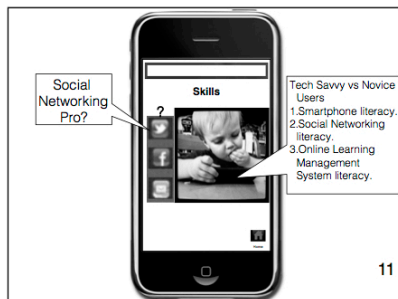 Social
Networking
Pro?
Skills
?
Tech Savvy vs Novice
Users
1.Smartphone literacy.
2.Social Networking
literacy.
3.Online Learning
Management
System literacy.
Home
11